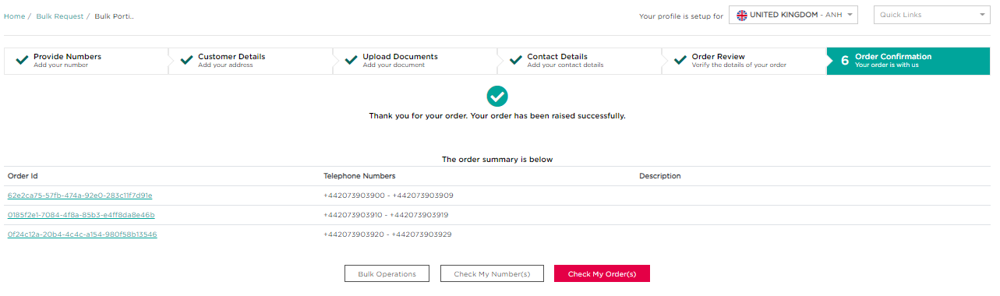 Home / Bulk Request / Bulk Porti.. Your profile is setup for UNITED KINGDOM - ANH Quick Links
Provide Numbers Customer Details Upload Documents Contact Details Order Review 6 Order Confirmation
Add your number Add your address Add your document Add your contact details Verify the details of your order Your order is with us
Thank you for your order. Your order has been raised successfully.
The order summary is below
Order Id Telephone Numbers Description
62e2ca75-57fb-474a-92e0-283c11f7d91e +442073903900 - +442073903909
0185f2e1-7084-4f8a-85b3-e4ff8da8e46b +442073903910 - +442073903919
0f24c12a-20b4-4c4c-a154-980f58b13546 +442073903920 - +442073903929
Bulk Operations Check My Number(s) Check My Order(s)